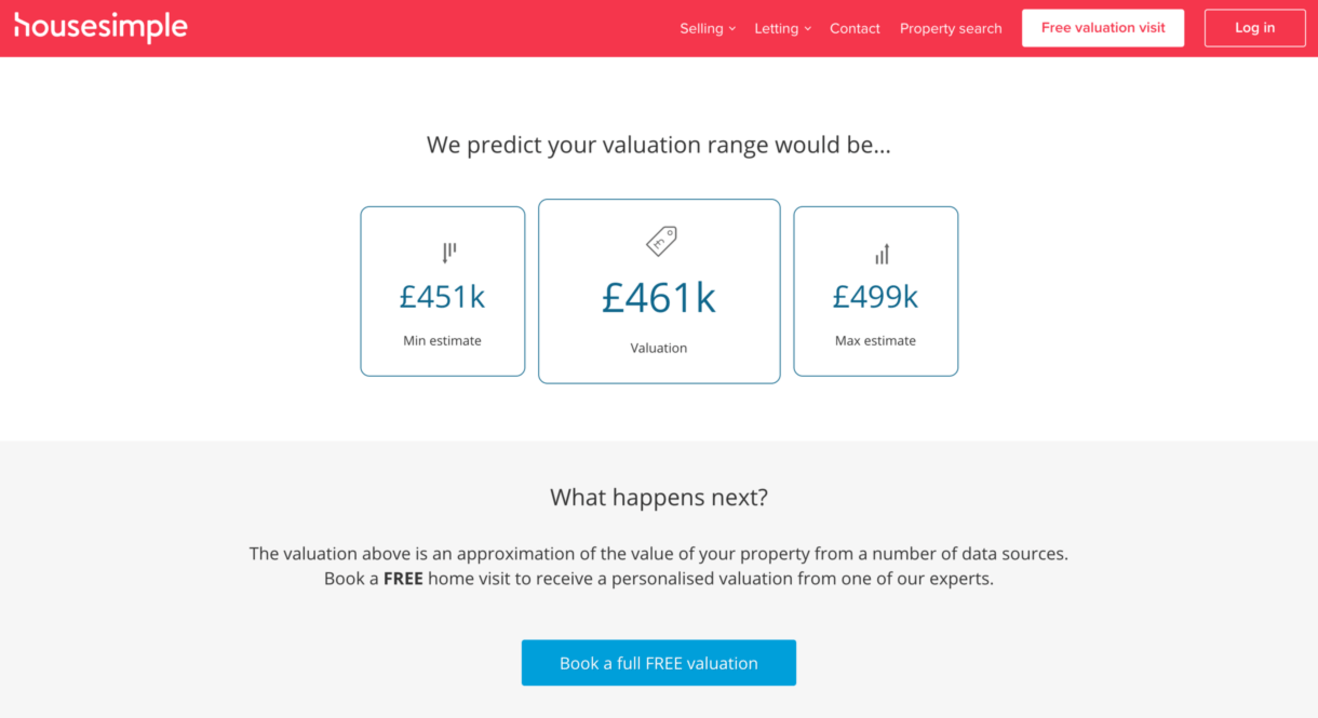 housesimple
Selling Letting Contact Property search Free valuation visit Log in
We predict your valuation range would be...
£451k
Min estimate
£461k
Valuation
£499k
Max estimate
What happens next?
The valuation above is an approximation of the value of your property from a number of data sources.
Book a FREE home visit to receive a personalised valuation from one of our experts.
Book a full FREE valuation